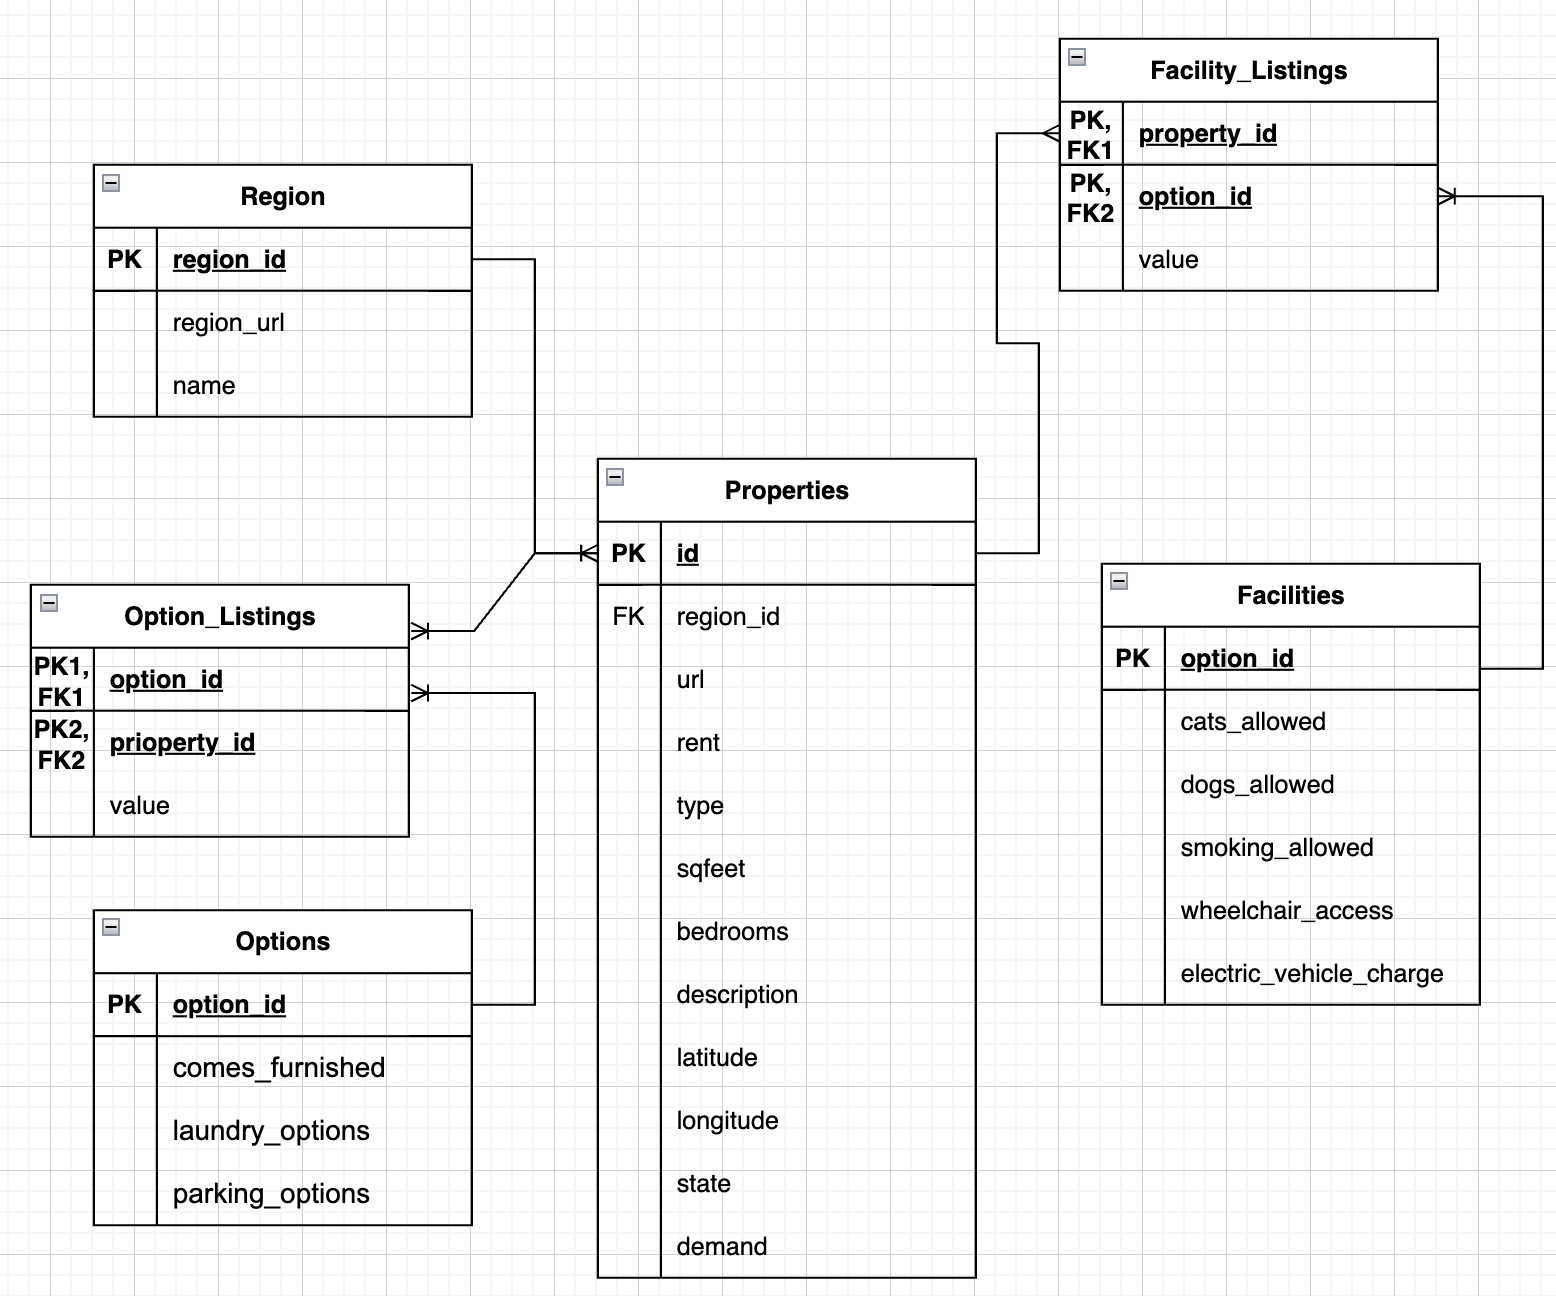 Facility_Listings
PK,
FK1
property_id
PK,
FK2
option_id
value
Region
PK
region_id
region_url
name
Properties
PK
id
FK
region_id
url
rent
type
sqfeet
bedrooms
description
latitude
longitude
state
demand
Option_Listings
PK1,
FK1
option_id
PK2,
FK2
prioperty_id
value
Facilities
PK
option_id
cats_allowed
dogs_allowed
smoking_allowed
wheelchair_access
electric_vehicle_charge
Options
PK
option_id
comes_furnished
laundry_options
parking_options